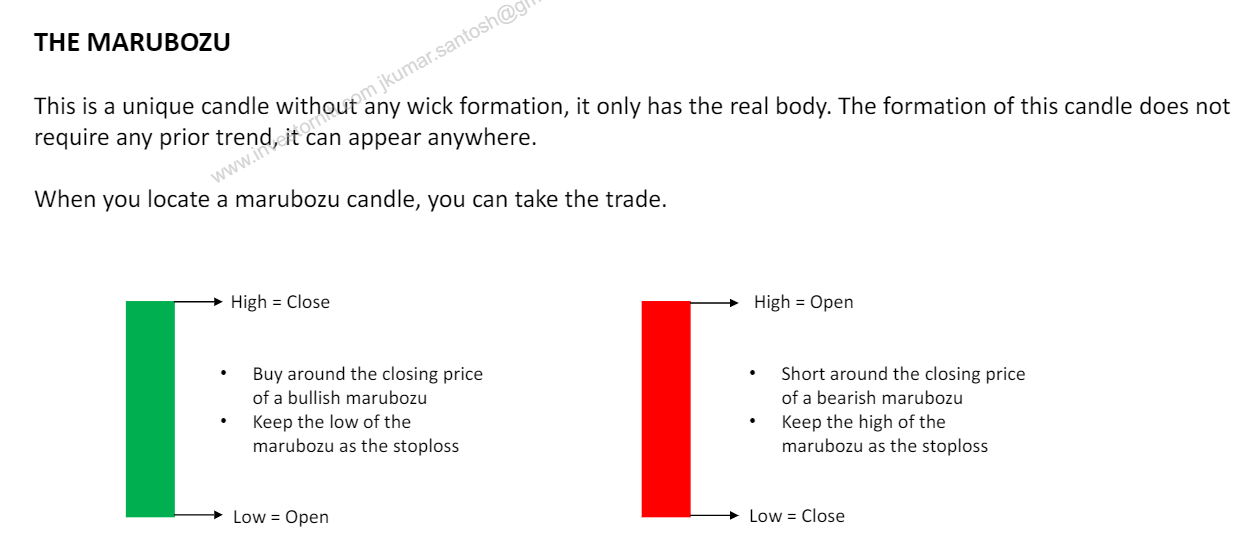 THE MARUBOZU
This is a unique candle without any wick formation, it only has the real body. The formation of this candle does not
require any prior trend, it can appear anywhere.
When you locate a marubozu candle, you can take the trade.
High = Close
• Buy around the closing price
of a bullish marubozu
• Keep the low of the
marubozu as the stoploss
Low = Open
High = Open
• Short around the closing price
of a bearish marubozu
• Keep the high of the
marubozu as the stoploss
Low = Close